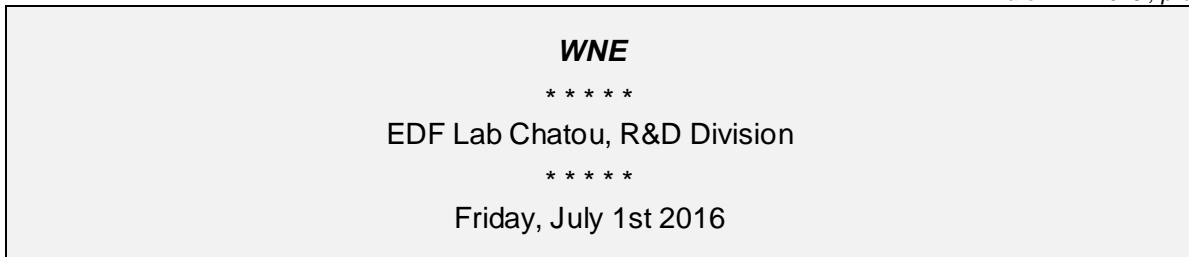 WNE
* * * * *
EDF Lab Chatou, R&D Division
* * * * *
Friday, July 1st 2016